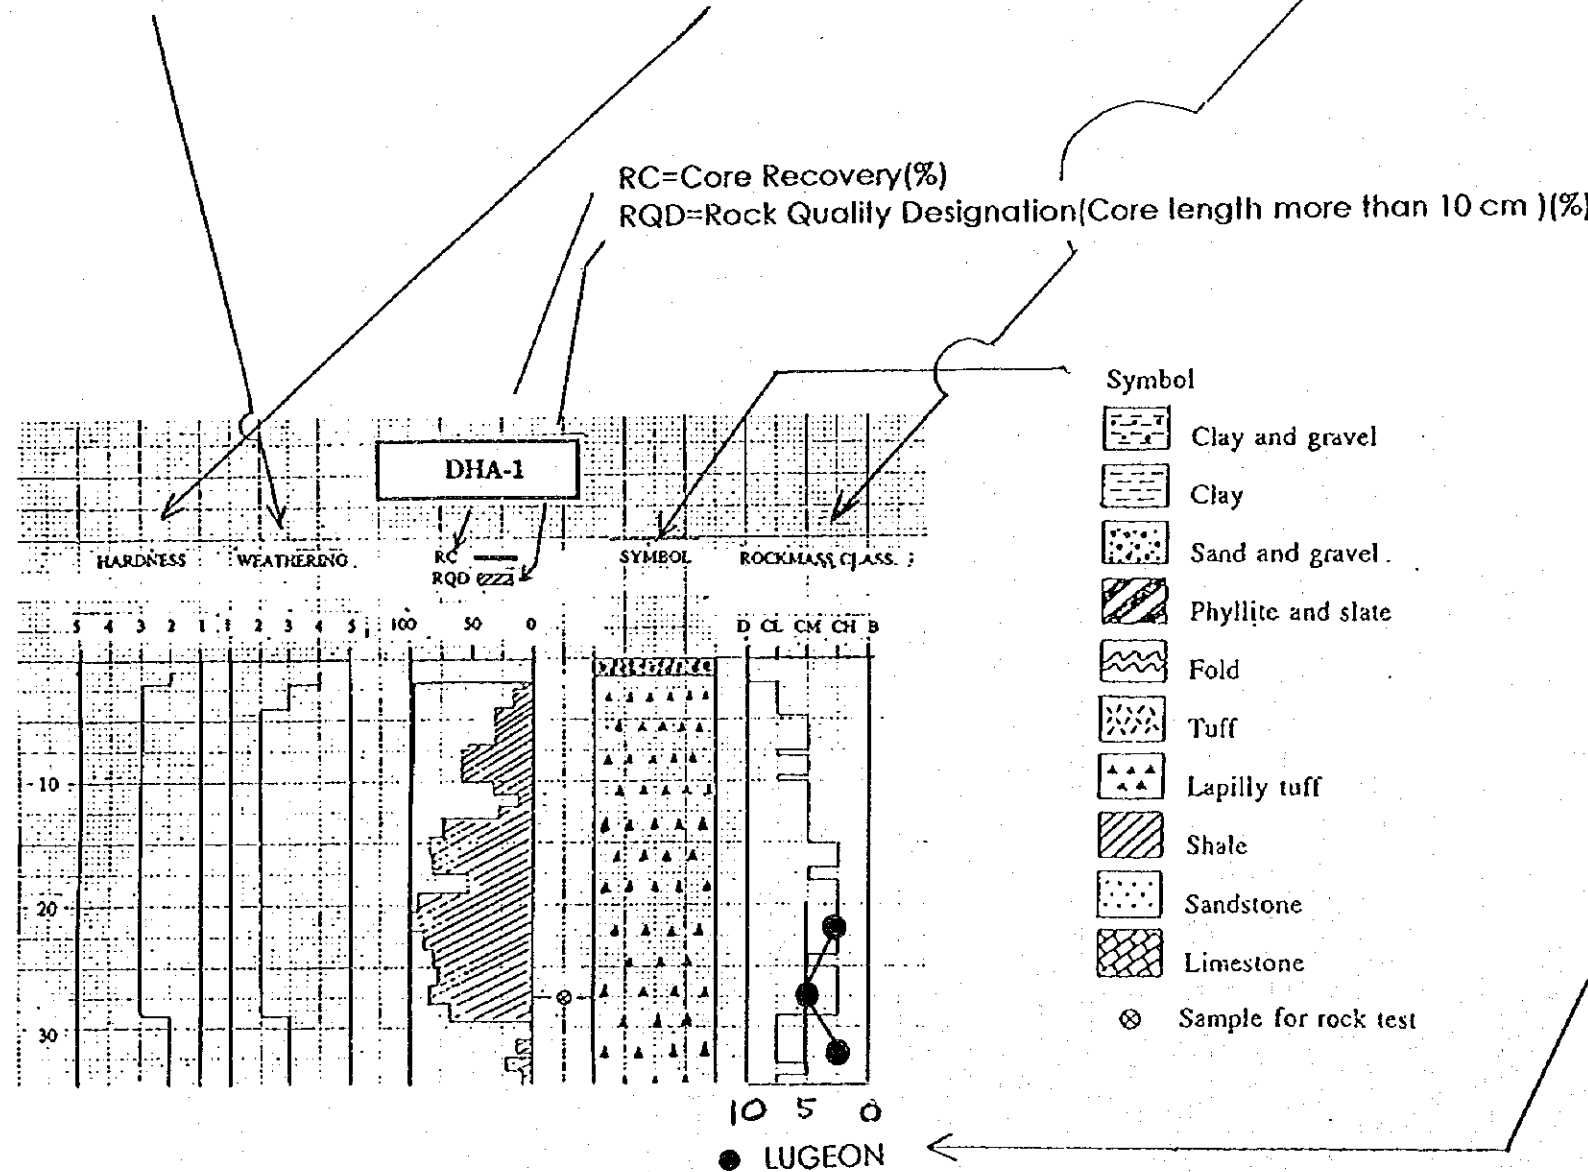 RC=Core Recovery(%)
RQD=Rock Quality Designation(Core length more than 10 cm )(%)
Symbol
Clay and gravel
Clay
Sand and gravel.
Phyllite and slate
Fold
Tuff
Lapilly tuff
Shale
Sandstone
Limestone
Sample for rock test
DHA-1
HARDNESS WEATHERING RC SYMBOL ROCKMASS CLASS.
RQD
5 4 3 2 1 1 2 3 4 5 100 50 0 D CL CM CH B
10
20
30
10 5 0
LUGEON